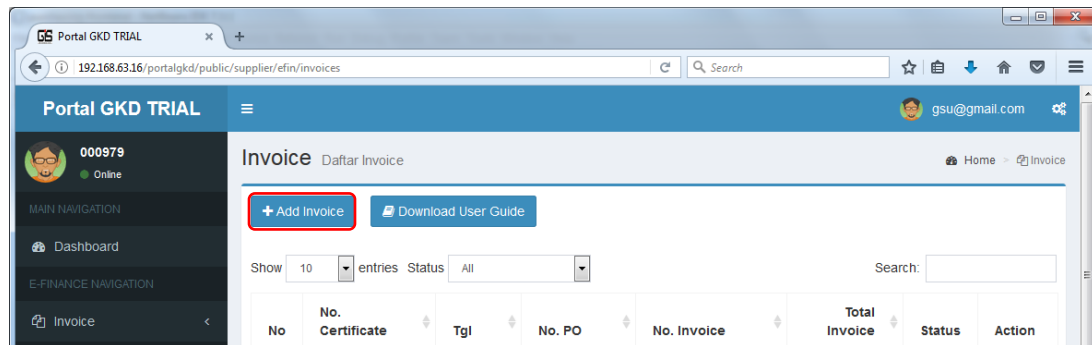 GS Portal GKD TRIAL
192.168.63.16/portalgkd/public/supplier/efin/invoices
Search
Portal GKD TRIAL
gsu@gmail.com
000979
Online
Invoice Daftar Invoice
Home > Invoice
MAIN NAVIGATION
Add Invoice
Download User Guide
Dashboard
Show 10 entries Status All
Search:
E-FINANCE NAVIGATION
Invoice
No
No. Certificate
Tgl
No. PO
No. Invoice
Total Invoice
Status
Action